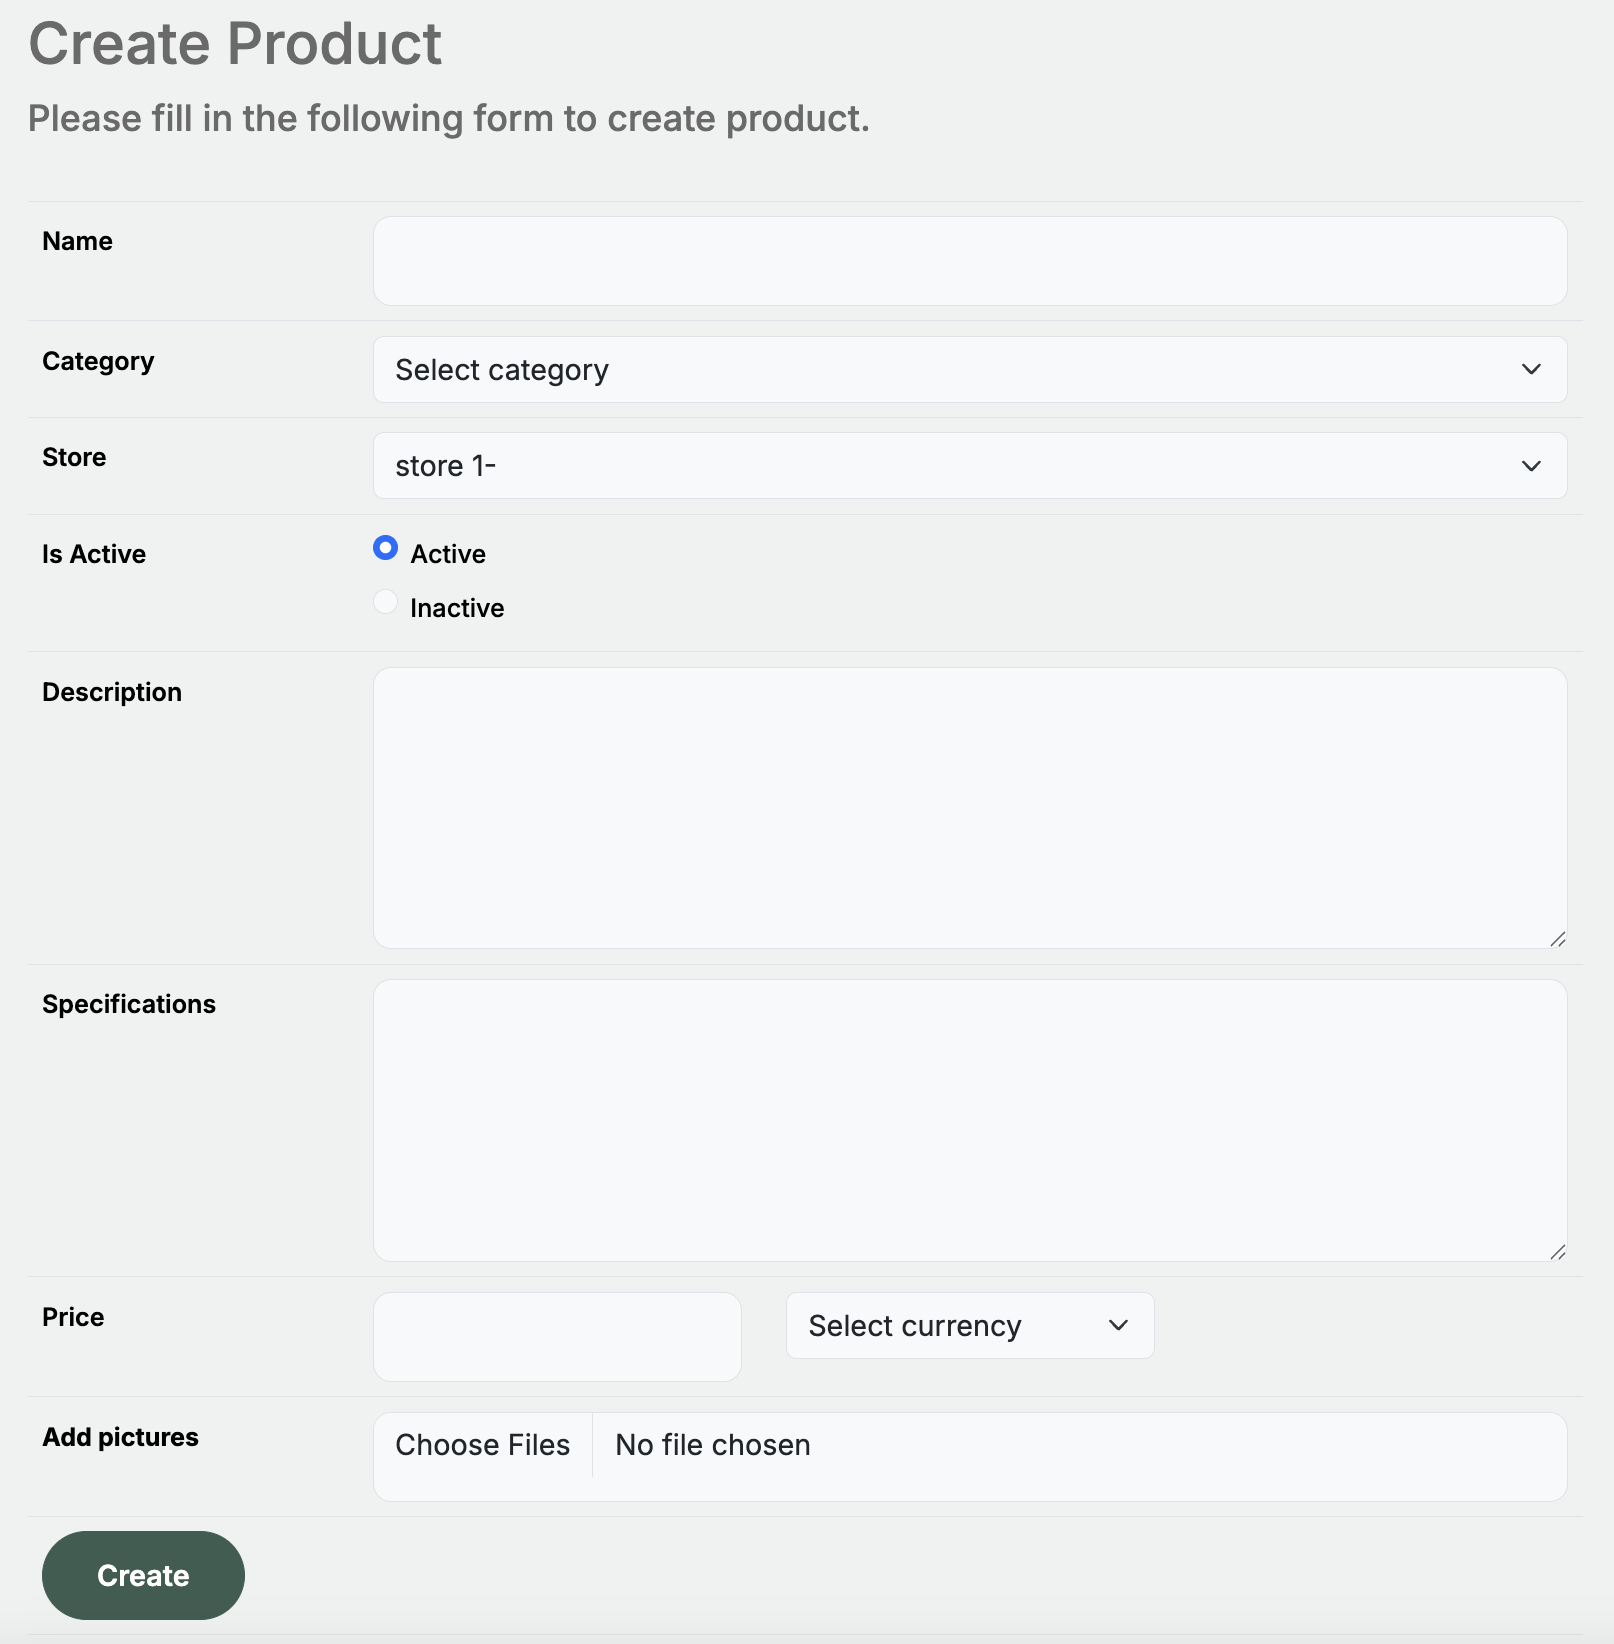 Create Product
Please fill in the following form to create product.
Name
Category
Select category
Store
store 1-
Is Active
Active
Inactive
Description
Specifications
Price
Select currency
Add pictures
Choose Files No file chosen
Create